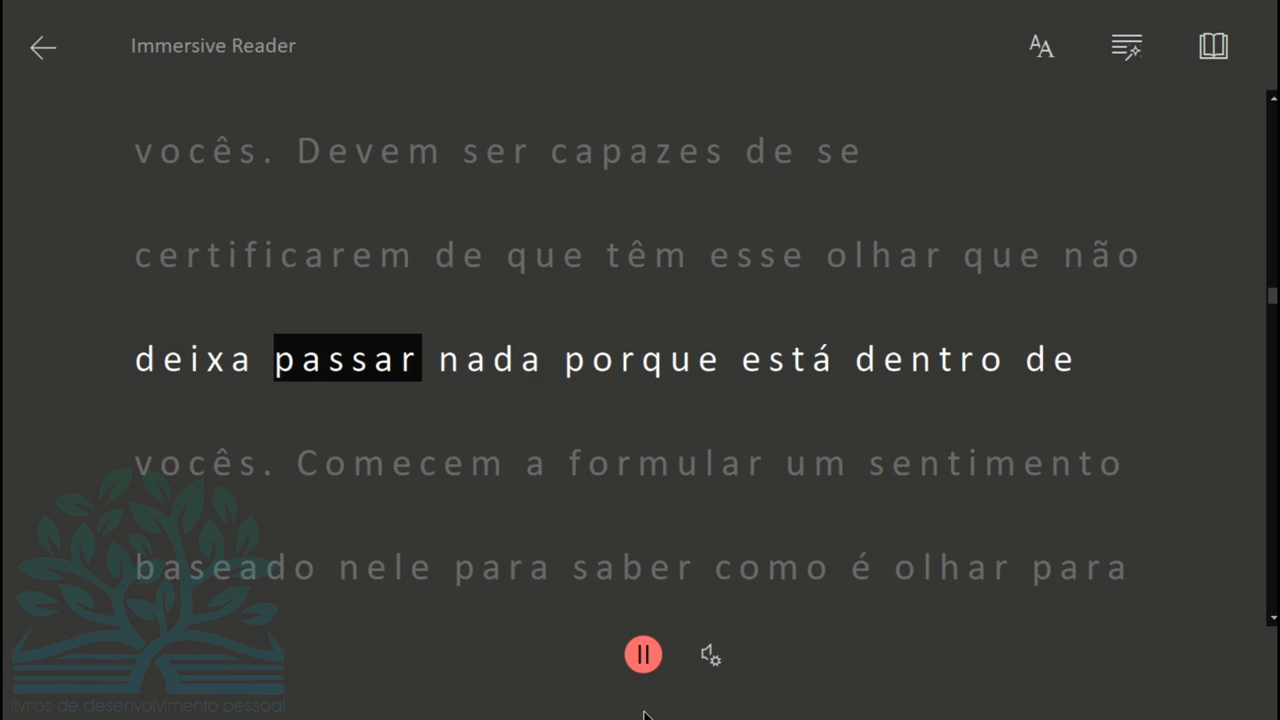 Immersive Reader
vocês. Devem ser capazes de se
certificarem de que têm esse olhar que não
deixa passar nada porque está dentro de
vocês. Comecem a formular um sentimento
baseado nele para saber como é olhar para
livros de desenvolvimento pessoal